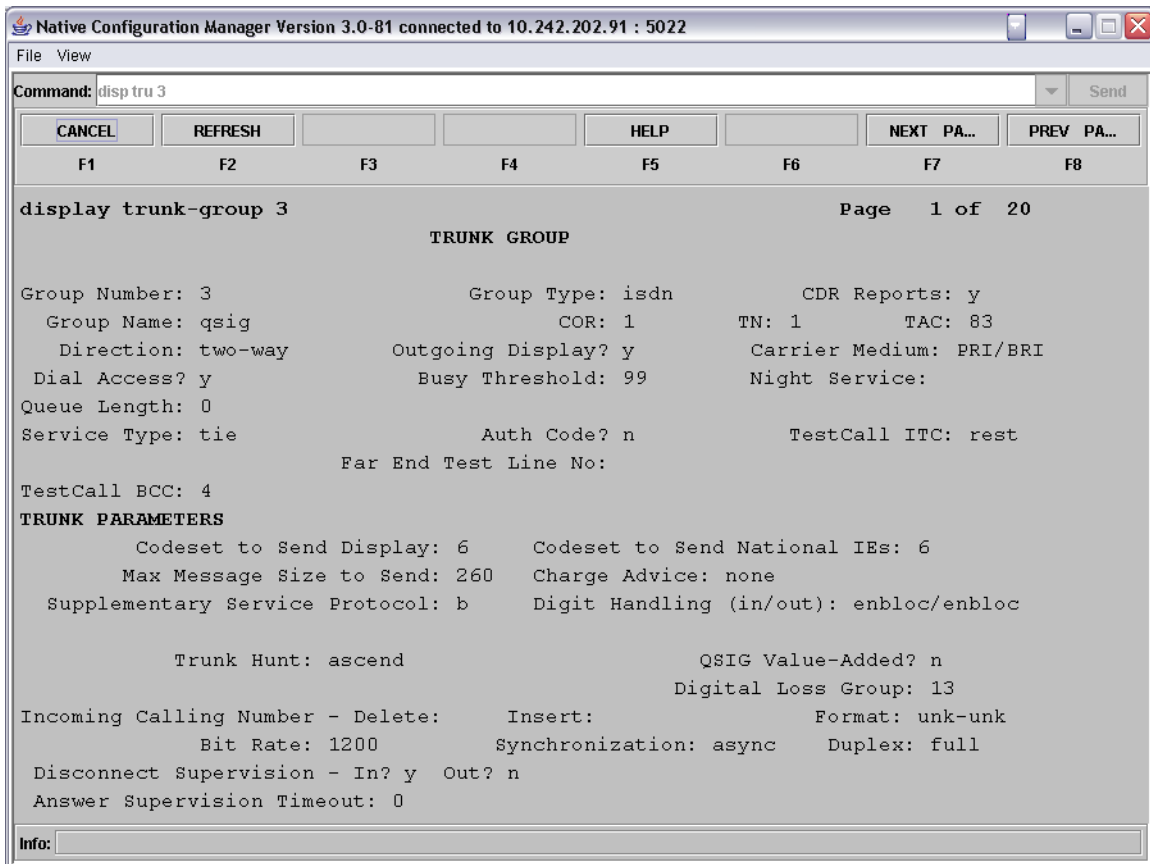 Native Configuration Manager Version 3.0-81 connected to 10.242.202.91 : 5022
File View
Command: disp tru 3 Send
CANCEL REFRESH HELP NEXT PA... PREV PA...
F1 F2 F3 F4 F5 F6 F7 F8
display trunk-group 3 Page 1 of 20
TRUNK GROUP
Group Number: 3 Group Type: isdn CDR Reports: y
Group Name: qsig COR: 1 TN: 1 TAC: 83
Direction: two-way Outgoing Display? y Carrier Medium: PRI/BRI
Dial Access? y Busy Threshold: 99 Night Service:
Queue Length: 0
Service Type: tie Auth Code? n TestCall ITC: rest
Far End Test Line No:
TestCall BCC: 4
TRUNK PARAMETERS
Codeset to Send Display: 6 Codeset to Send National IEs: 6
Max Message Size to Send: 260 Charge Advice: none
Supplementary Service Protocol: b Digit Handling (in/out): enbloc/enbloc
Trunk Hunt: ascend QSIG Value-Added? n
Digital Loss Group: 13
Incoming Calling Number - Delete: Insert: Format: unk-unk
Bit Rate: 1200 Synchronization: async Duplex: full
Disconnect Supervision - In? y Out? n
Answer Supervision Timeout: 0
Info: